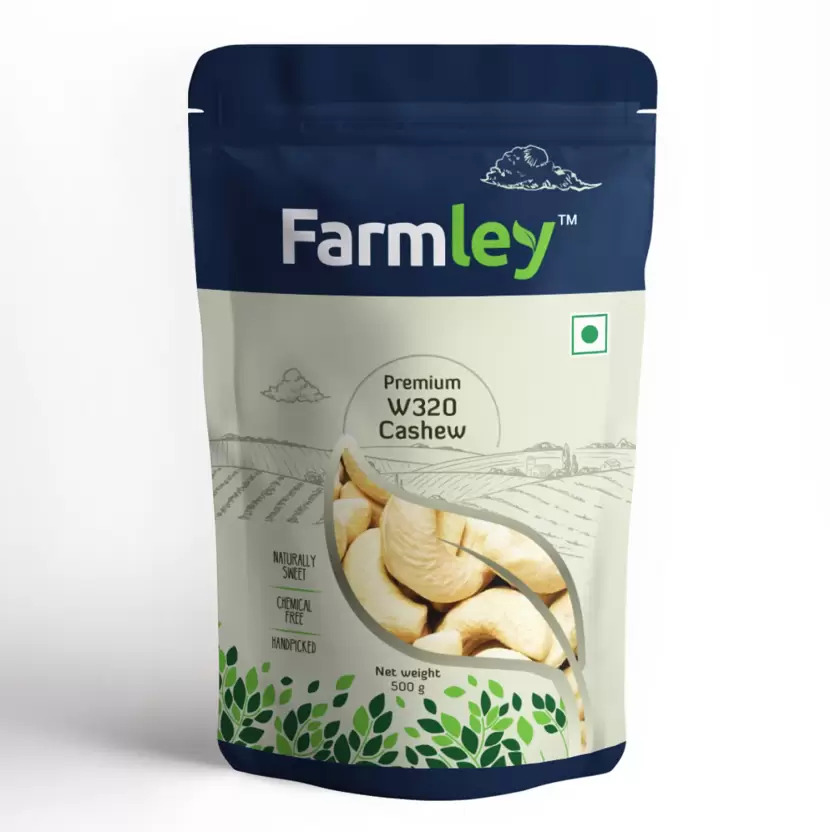 Farmley™
Premium
W320
Cashew
NATURALLY
SWEET
CHEMICAL
FREE
HANDPICKED
Net weight
500 g